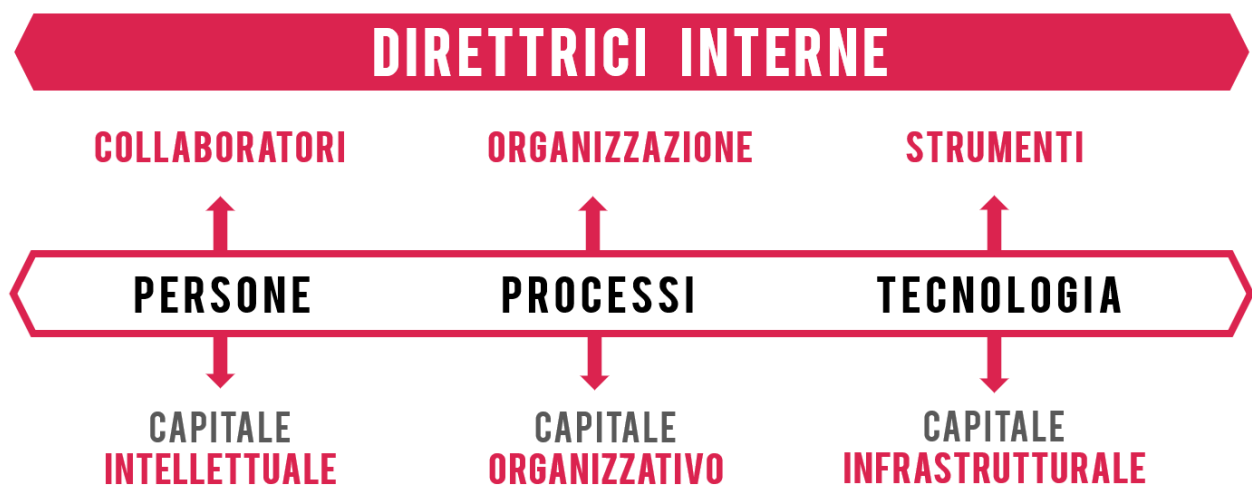 DIRETTRICI INTERNE
COLLABORATORI
ORGANIZZAZIONE
STRUMENTI
PERSONE
PROCESSI
TECNOLOGIA
CAPITALE
INTELLETTUALE
CAPITALE
ORGANIZZATIVO
CAPITALE
INFRASTRUTTURALE